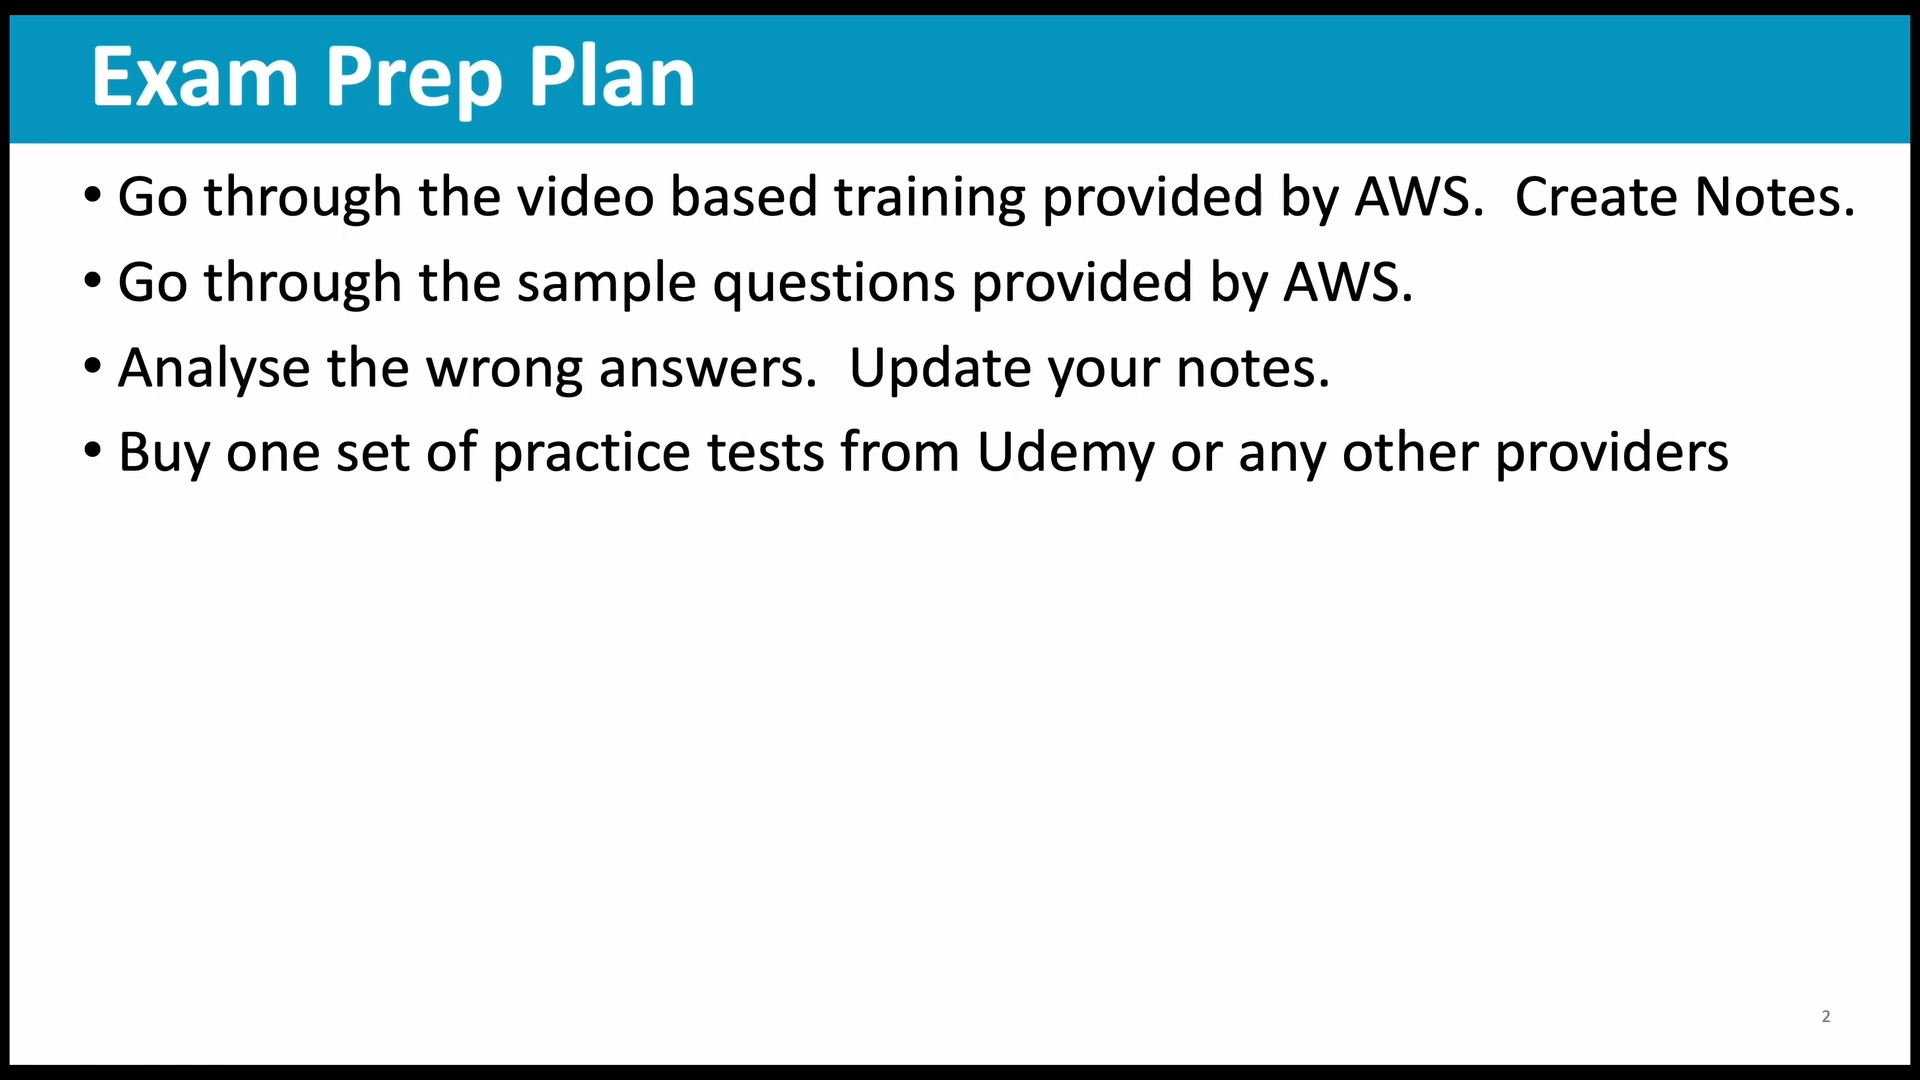 Exam Prep Plan
• Go through the video based training provided by AWS.  Create Notes.
• Go through the sample questions provided by AWS.
• Analyse the wrong answers.  Update your notes.
• Buy one set of practice tests from Udemy or any other providers
2